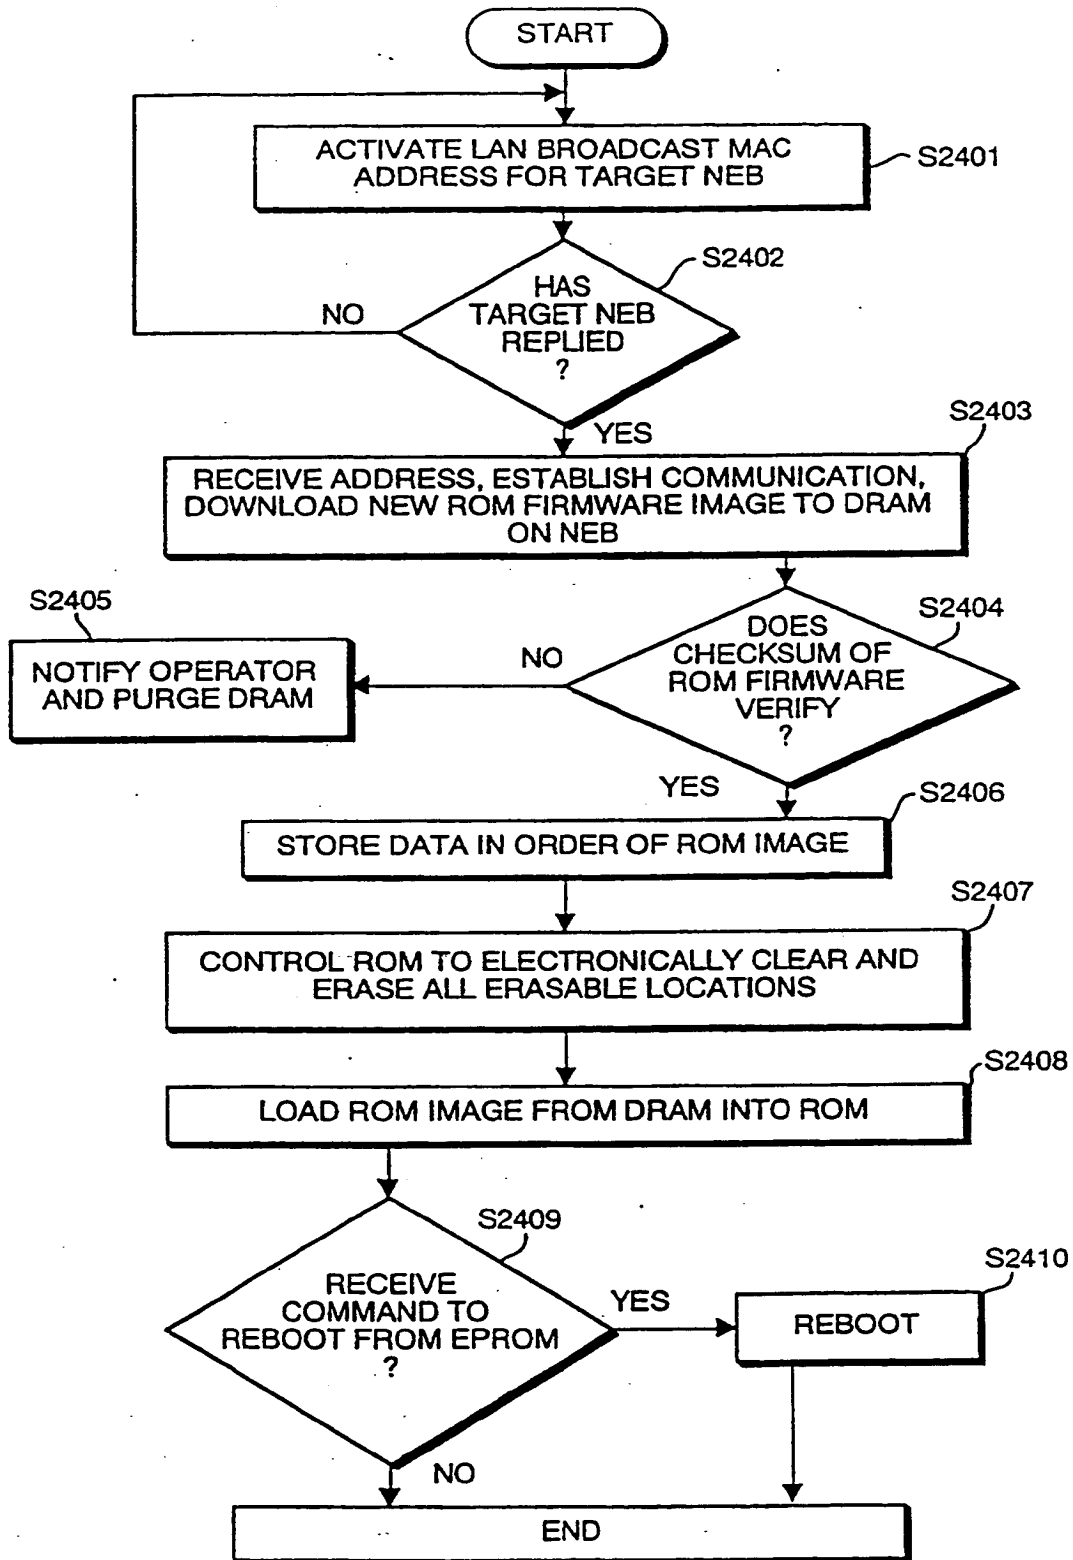 START
ACTIVATE LAN BROADCAST MAC
ADDRESS FOR TARGET NEB
S2401
S2402
HAS
TARGET NEB
REPLIED
?
NO
YES
S2403
RECEIVE ADDRESS, ESTABLISH COMMUNICATION,
DOWNLOAD NEW ROM FIRMWARE IMAGE TO DRAM
ON NEB
S2405
NOTIFY OPERATOR
AND PURGE DRAM
NO
S2404
DOES
CHECKSUM OF
ROM FIRMWARE
VERIFY
?
YES
S2406
STORE DATA IN ORDER OF ROM IMAGE
S2407
CONTROL ROM TO ELECTRONICALLY CLEAR AND
ERASE ALL ERASABLE LOCATIONS
S2408
LOAD ROM IMAGE FROM DRAM INTO ROM
S2409
RECEIVE
COMMAND TO
REBOOT FROM EPROM
?
YES
S2410
REBOOT
NO
END